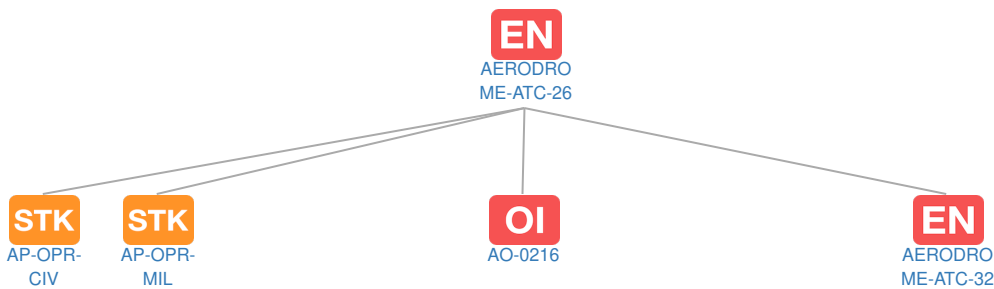 EN
AERODRO
ME-ATC-26
STK
AP-OPR-
CIV
STK
AP-OPR-
MIL
OI
AO-0216
EN
AERODRO
ME-ATC-32